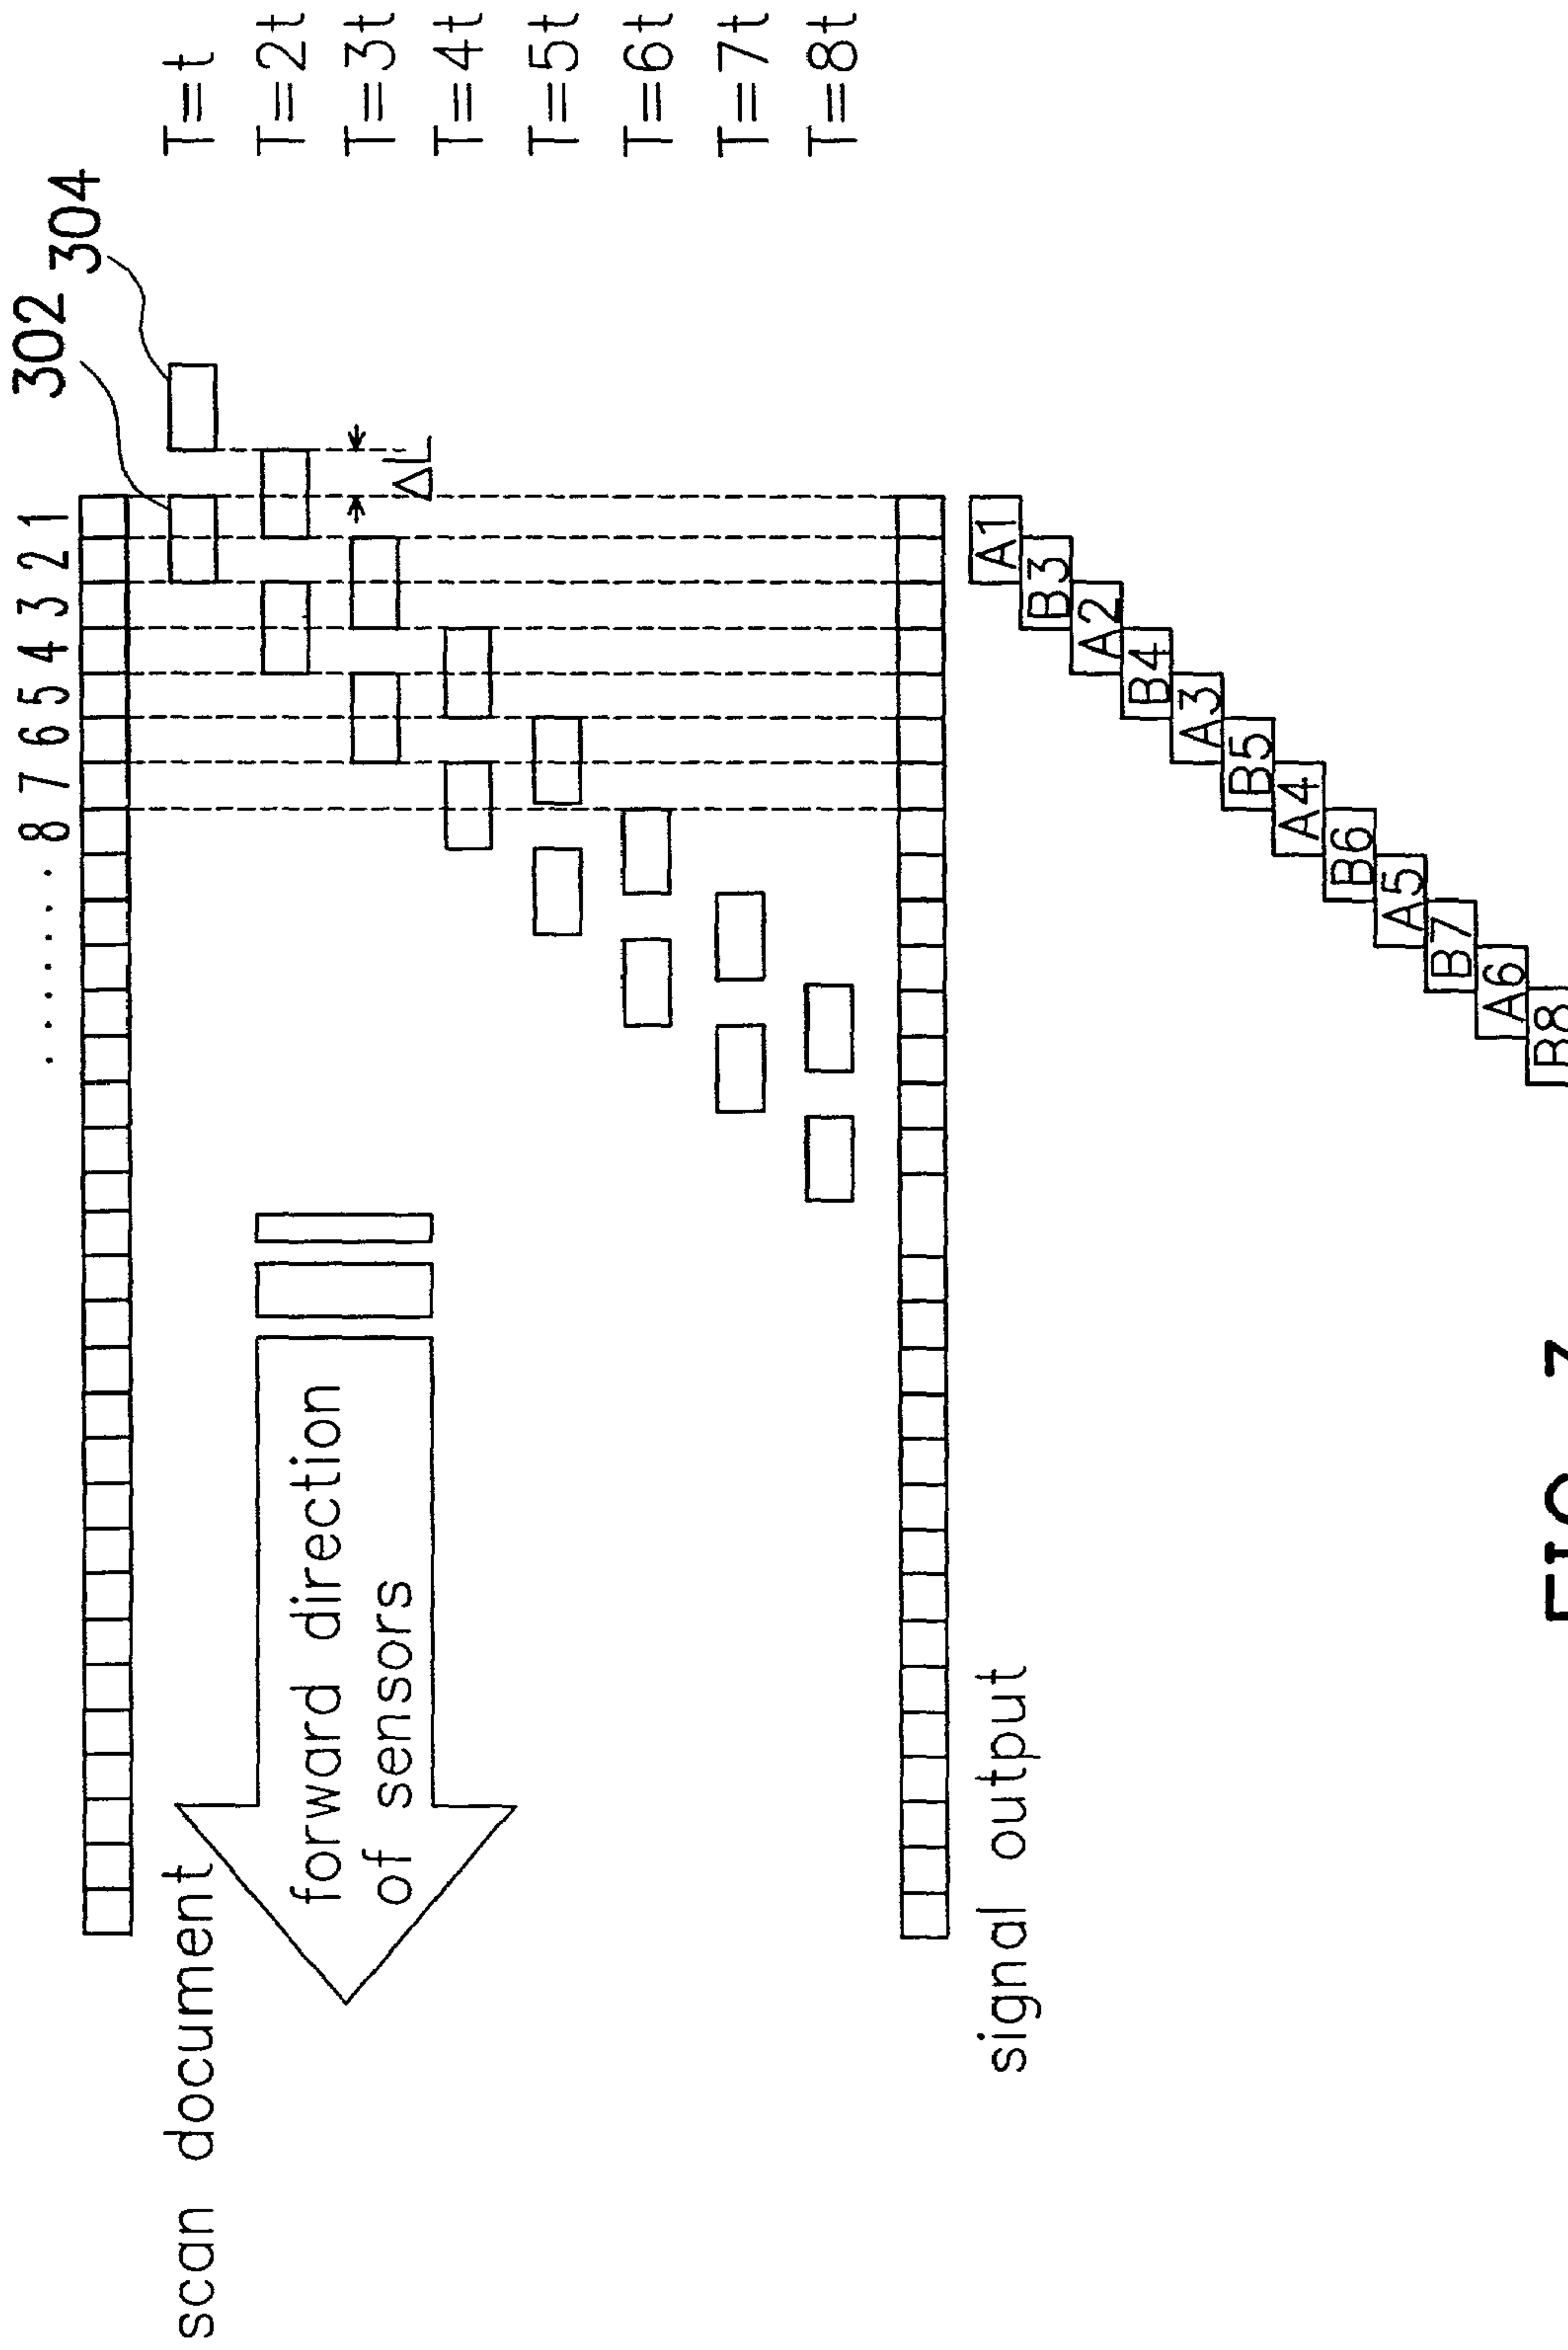 scan document
. . . . . . 8 7 6 5 4 3 2 1
302
304
T=t
T=2t
T=3t
T=4t
T=5t
T=6t
T=7t
T=8t
ΔL
forward direction
of sensors
signal output
A1
B3
A2
B4
A3
B5
A4
B6
A5
B7
A6
B8